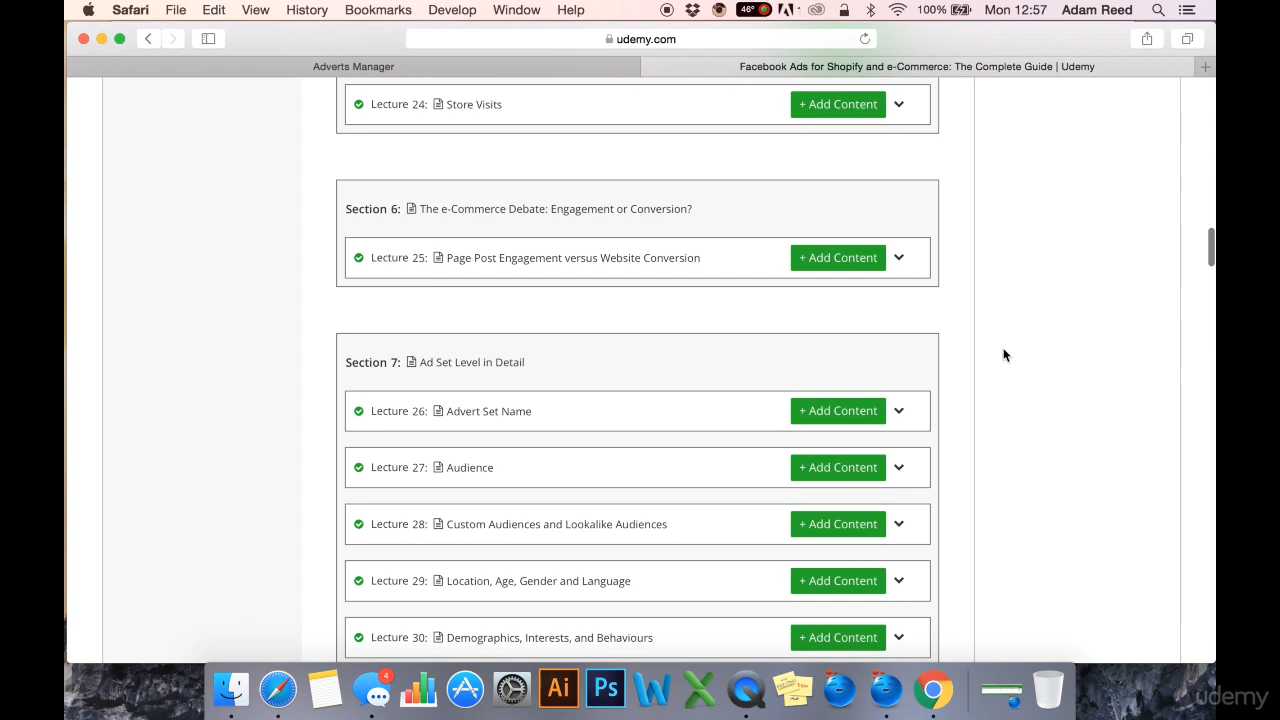 Safari File Edit View History Bookmarks Develop Window Help 46° 100% Mon 12:57 Adam Reed
udemy.com
Adverts Manager Facebook Ads for Shopify and e-Commerce: The Complete Guide | Udemy +
Lecture 24: Store Visits + Add Content
Section 6: The e-Commerce Debate: Engagement or Conversion?
Lecture 25: Page Post Engagement versus Website Conversion + Add Content
Section 7: Ad Set Level in Detail
Lecture 26: Advert Set Name + Add Content
Lecture 27: Audience + Add Content
Lecture 28: Custom Audiences and Lookalike Audiences + Add Content
Lecture 29: Location, Age, Gender and Language + Add Content
Lecture 30: Demographics, Interests, and Behaviours + Add Content
4
Ai Ps W X
udemy